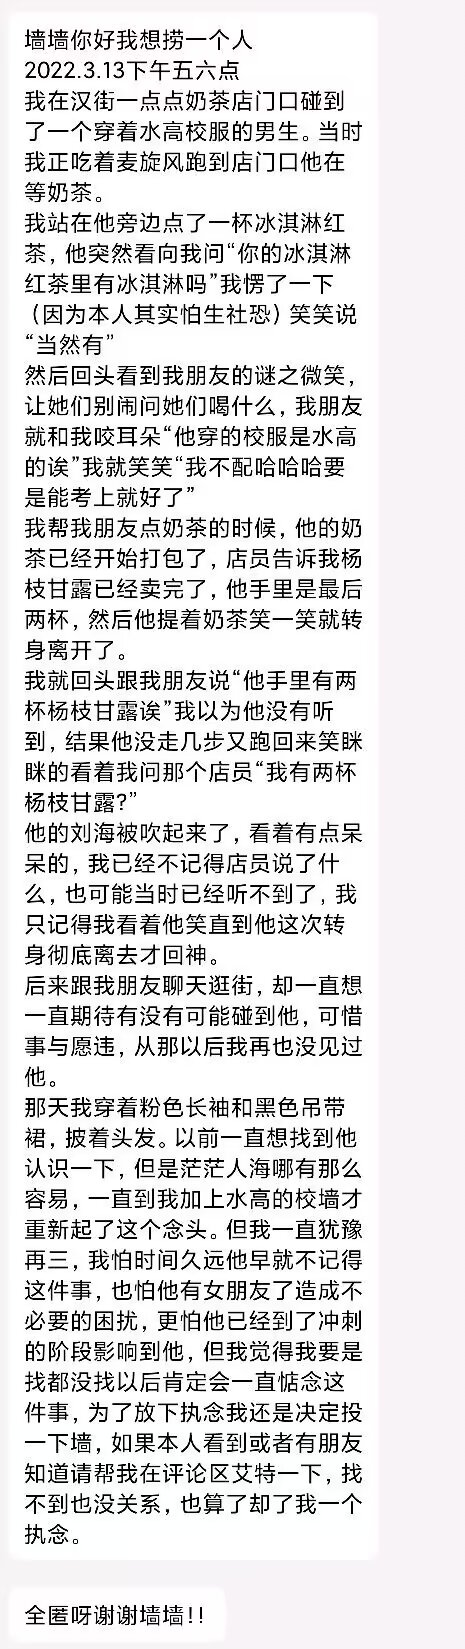 墙墙你好我想捞一个人
2022.3.13下午五六点
我在汉街一点点奶茶店门口碰到
了一个穿着水高校服的男生。当时
我正吃着麦旋风跑到店门口他在
等奶茶。
我站在他旁边点了一杯冰淇淋红
茶，他突然看向我问“你的冰淇淋
红茶里有冰淇淋吗”我愣了一下
（因为本人其实怕生社恐）笑笑说
“当然有”
然后回头看到我朋友的谜之微笑，
让她们别闹问她们喝什么，我朋友
就和我咬耳朵“他穿的校服是水高
的诶”我就笑笑“我不配哈哈哈要
是能考上就好了”
我帮我朋友点奶茶的时候，他的奶
茶已经开始打包了，店员告诉我杨
枝甘露已经卖完了，他手里是最后
两杯，然后他提着奶茶笑一笑就转
身离开了。
我就回头跟我朋友说“他手里有两
杯杨枝甘露诶”我以为他没有听
到，结果他没走几步又跑回来笑眯
眯的看着我问那个店员“我有两杯
杨枝甘露?”
他的刘海被吹起来了，看着有点呆
呆的，我已经不记得店员说了什
么，也可能当时已经听不到了，我
只记得我看着他笑直到他这次转
身彻底离去才回神。
后来跟我朋友聊天逛街，却一直想
一直期待有没有可能碰到他，可惜
事与愿违，从那以后我再也没见过
他。
那天我穿着粉色长袖和黑色吊带
裙，披着头发。以前一直想找到他
认识一下，但是茫茫人海哪有那么
容易，一直到我加上水高的校墙才
重新起了这个念头。但我一直犹豫
再三，我怕时间久远他早就不记得
这件事，也怕他有女朋友了造成不
必要的困扰，更怕他已经到了冲刺
的阶段影响到他，但我觉得我要是
找都没找以后肯定会一直惦念这
件事，为了放下执念我还是决定投
一下墙，如果本人看到或者有朋友
知道请帮我在评论区艾特一下，找
不到也没关系，也算了却了我一个
执念。
全匿呀谢谢墙墙!!